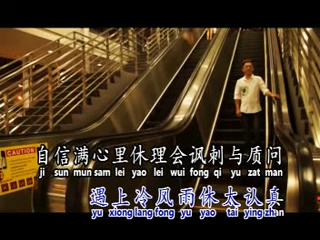 自信满心里休理会讽刺与质问
ji sun mun sam lei yao lei wui fong qi yu zat man
遇上冷风雨休太认真
yu xiong lang fong yu yao tai ying zhan
CAUTION